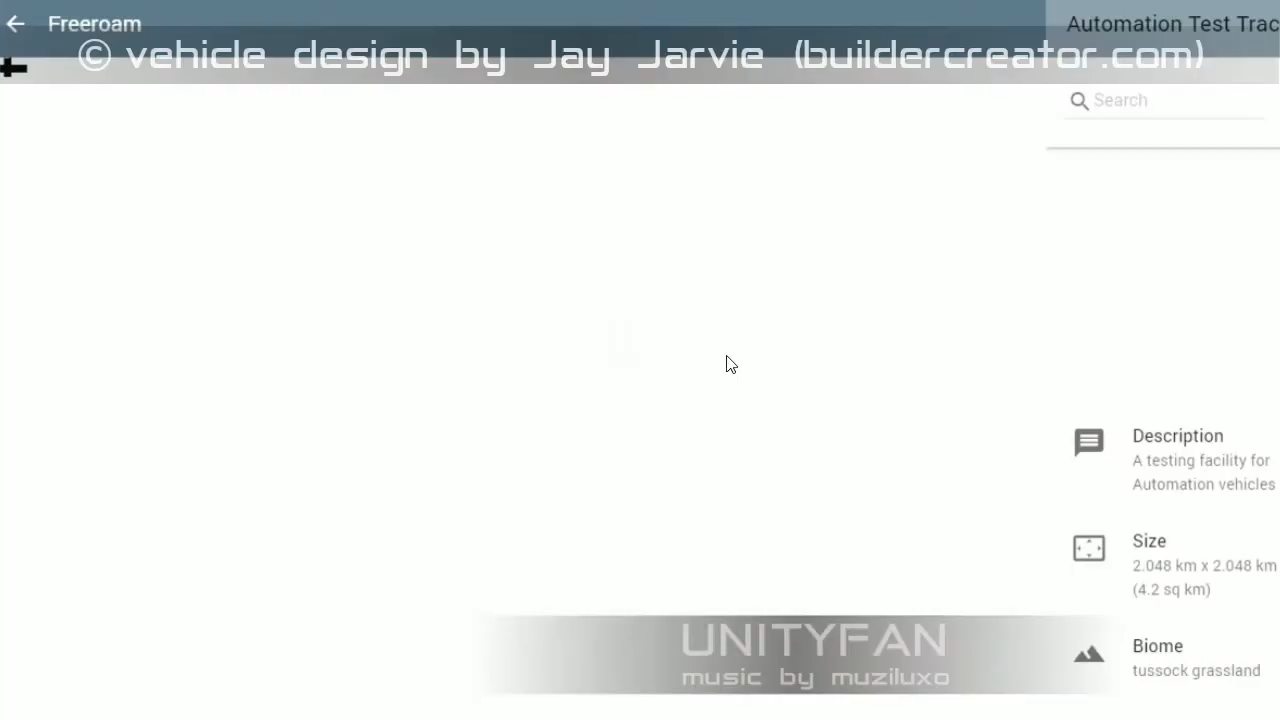 Freeroam
Automation Test Trac
© vehicle design by Jay Jarvie (buildercreator.com)
Search
Description
A testing facility for
Automation vehicles
Size
2.048 km x 2.048 km
(4.2 sq km)
UNITYFAN
music by muziluxo
Biome
tussock grassland